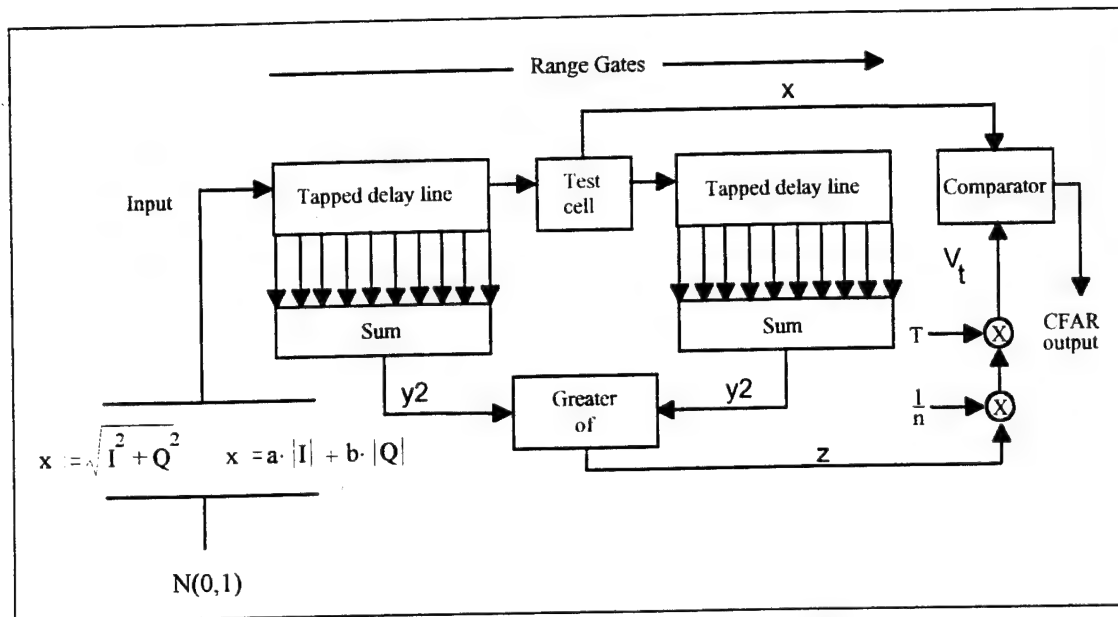 Range Gates
x
Input
Tapped delay line
Test
cell
Tapped delay line
Comparator
V_t
Sum
Sum
T
X
CFAR
output
y2
Greater
of
y2
1/n
X
x := √(I² + Q²)    x = a· |I| + b· |Q|
z
N(0,1)